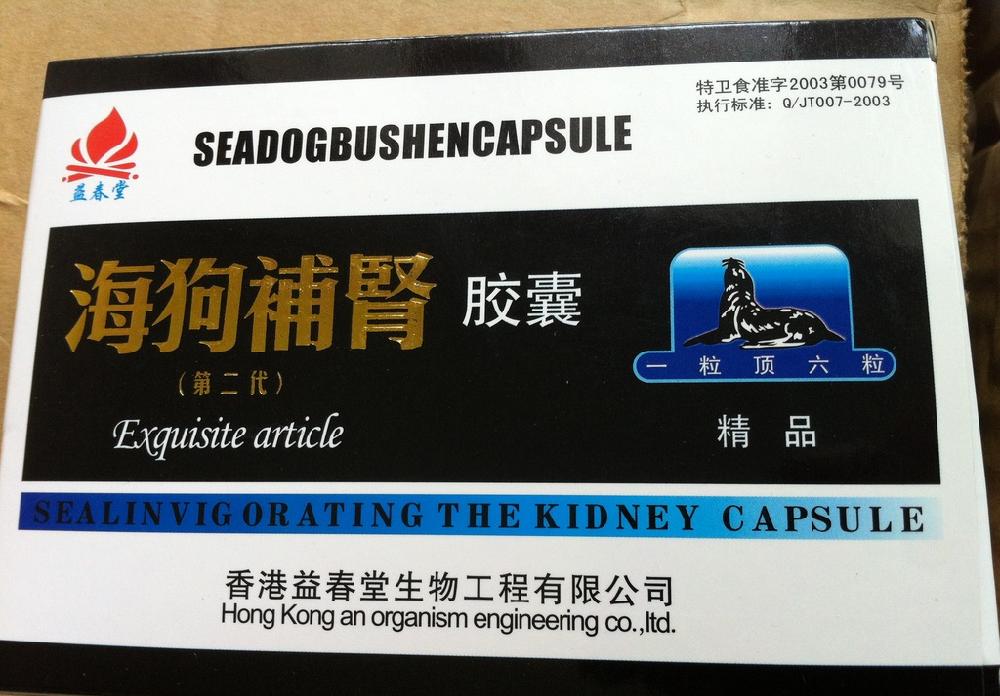 特卫食准字2003第0079号
执行标准：Q/JT007-2003
SEADOGBUSHENCAPSULE
益春堂
海狗補腎 胶囊
（第二代）
Exquisite article
一粒顶六粒
精品
SEALINVIGORATING THE KIDNEY CAPSULE
香港益春堂生物工程有限公司
Hong Kong an organism engineering co.,ltd.